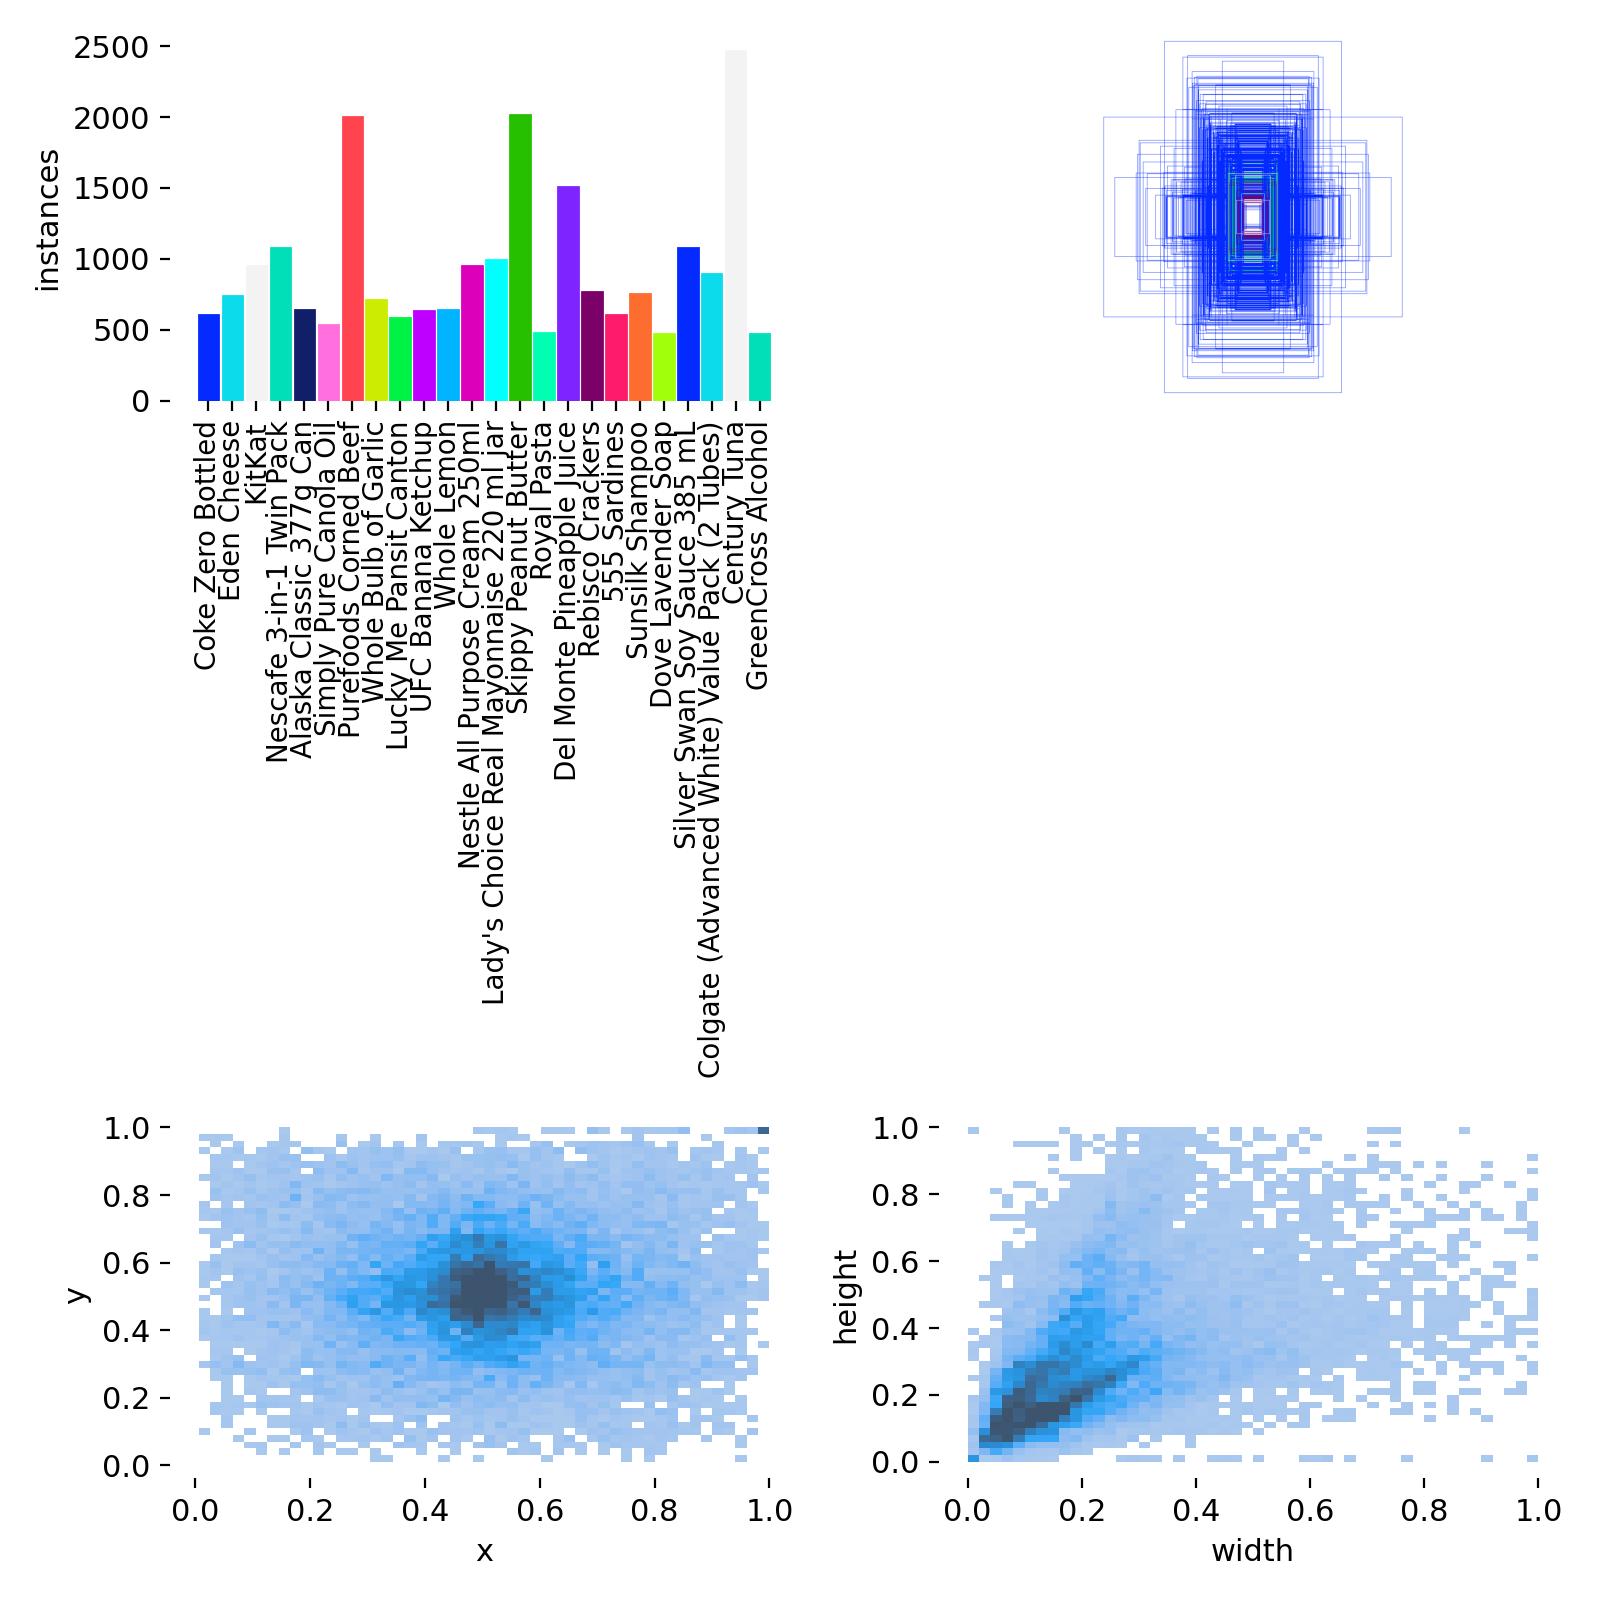 2500
2000
1500
1000
500
0
instances
Coke Zero Bottled
Eden Cheese
KitKat
Nescafe 3-in-1 Twin Pack
Alaska Classic 377g Can
Simply Pure Canola Oil
Purefoods Corned Beef
Whole Bulb of Garlic
Lucky Me Pansit Canton
UFC Banana Ketchup
Whole Lemon
Nestle All Purpose Cream 250ml
Lady's Choice Real Mayonnaise 220 ml jar
Skippy Peanut Butter
Royal Pasta
Del Monte Pineapple Juice
Rebisco Crackers
555 Sardines
Sunsilk Shampoo
Dove Lavender Soap
Silver Swan Soy Sauce 385 mL
Colgate (Advanced White) Value Pack (2 Tubes)
Century Tuna
GreenCross Alcohol
1.0
0.8
0.6
0.4
0.2
0.0
y
0.0 0.2 0.4 0.6 0.8 1.0
x
1.0
0.8
0.6
0.4
0.2
0.0
height
0.0 0.2 0.4 0.6 0.8 1.0
width